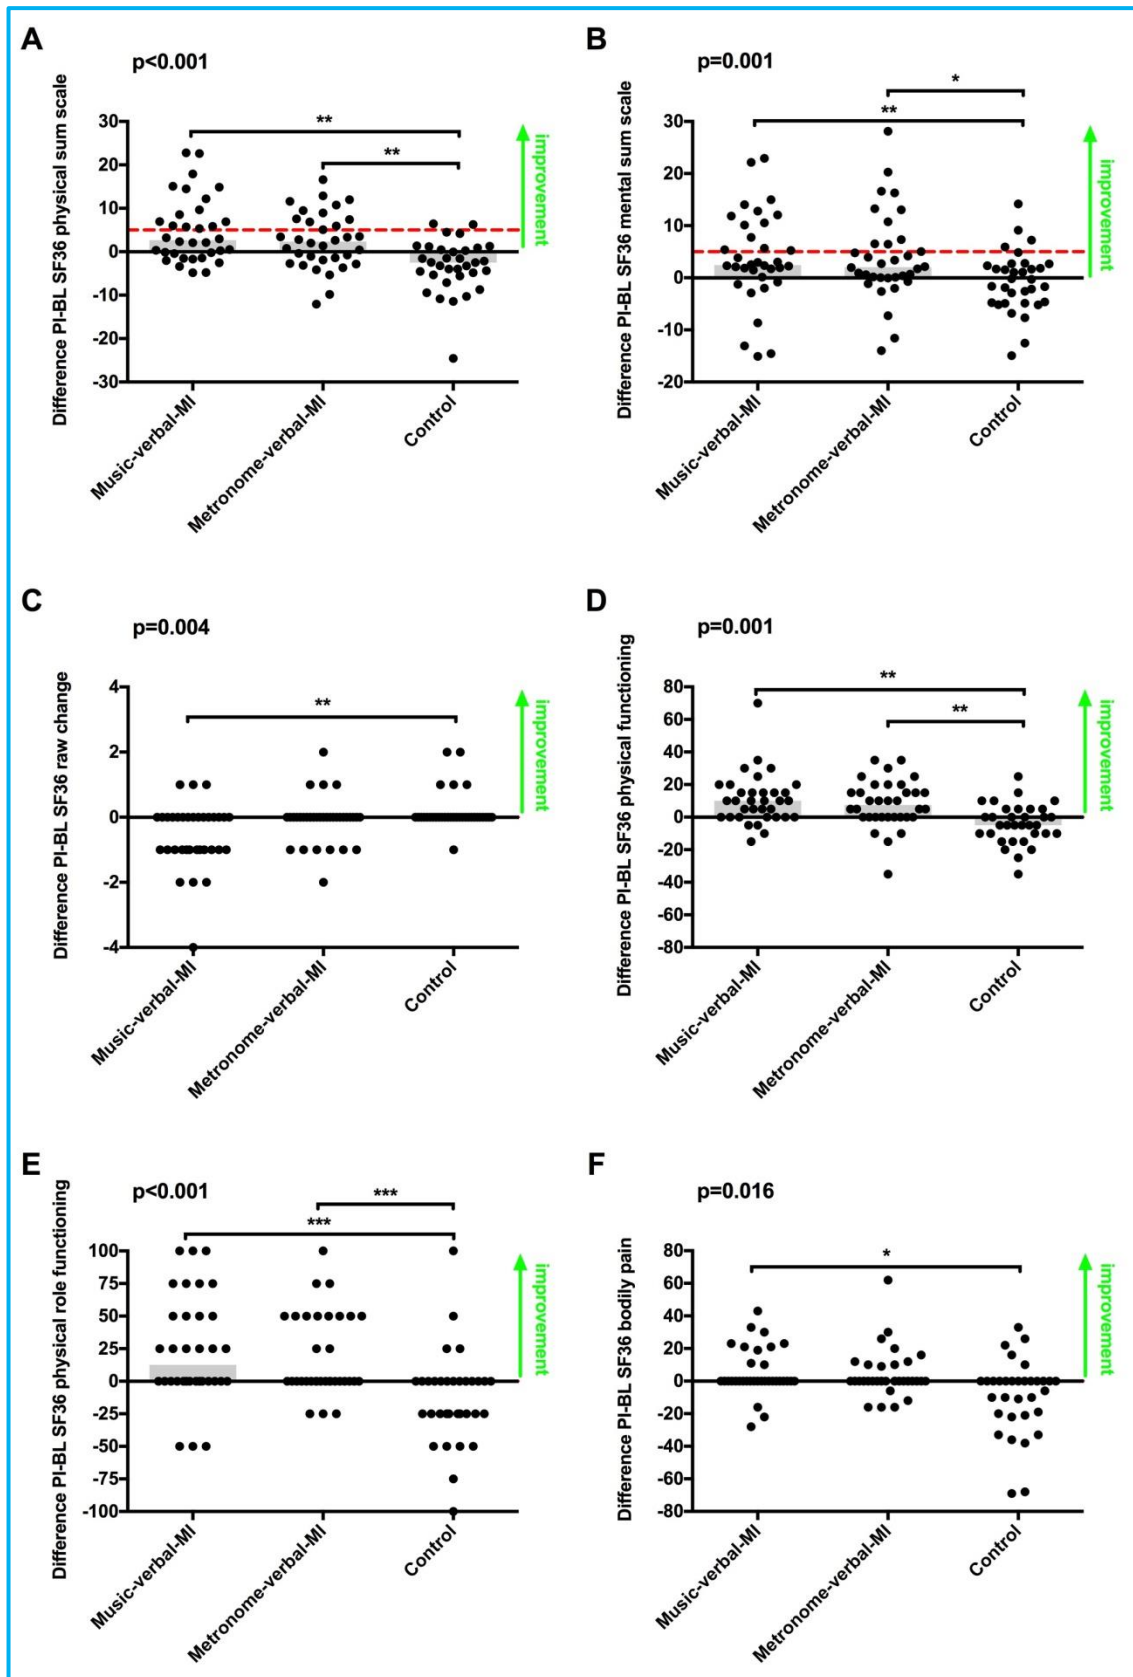 A
p<0.001
Difference PI-BL SF36 physical sum scale
30
20
10
0
-10
-20
-30
**
**
improvement
Music-verbal-MI
Metronome-verbal-MI
Control
B
p=0.001
Difference PI-BL SF36 mental sum scale
30
20
10
0
-10
-20
*
**
improvement
Music-verbal-MI
Metronome-verbal-MI
Control
C
p=0.004
Difference PI-BL SF36 raw change
4
2
0
-2
-4
**
improvement
Music-verbal-MI
Metronome-verbal-MI
Control
D
p=0.001
Difference PI-BL SF36 physical functioning
80
60
40
20
0
-20
-40
-60
-80
**
**
improvement
Music-verbal-MI
Metronome-verbal-MI
Control
E
p<0.001
Difference PI-BL SF36 physical role functioning
100
75
50
25
0
-25
-50
-75
-100
***
***
improvement
Music-verbal-MI
Metronome-verbal-MI
Control
F
p=0.016
Difference PI-BL SF36 bodily pain
80
60
40
20
0
-20
-40
-60
-80
*
improvement
Music-verbal-MI
Metronome-verbal-MI
Control